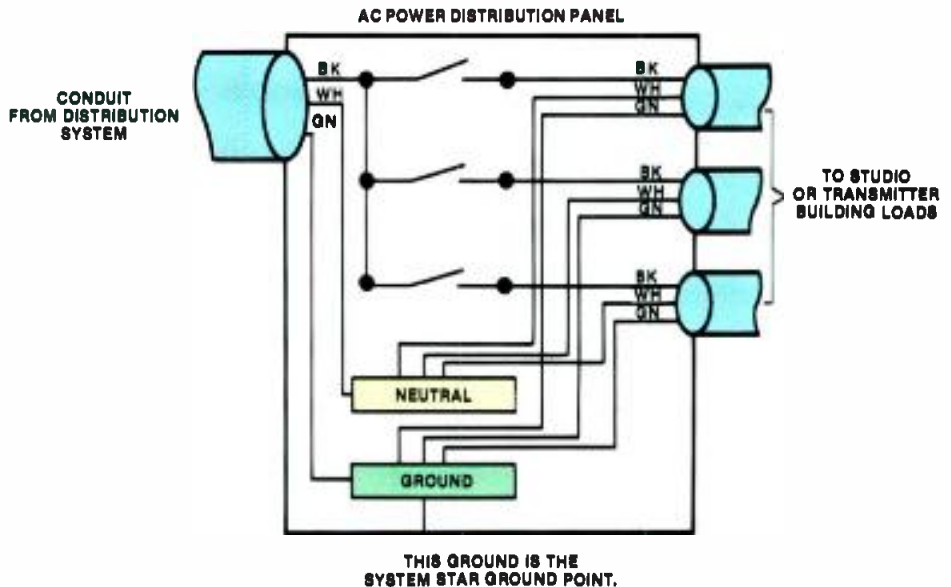 AC POWER DISTRIBUTION PANEL
CONDUIT
FROM DISTRIBUTION
SYSTEM
BK
WH
GN
BK
WH
GN
BK
WH
GN
BK
WH
GN
TO STUDIO
OR TRANSMITTER
BUILDING LOADS
NEUTRAL
GROUND
THIS GROUND IS THE
SYSTEM STAR GROUND POINT.